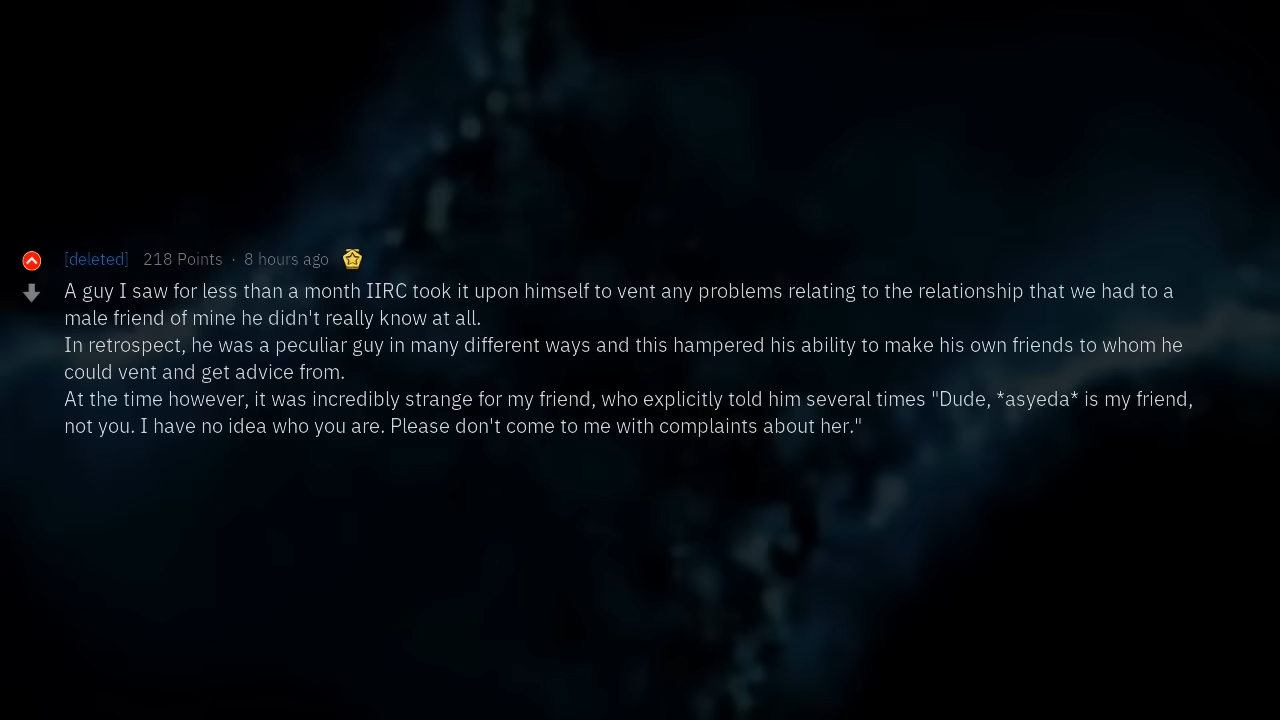 [deleted] 218 Points · 8 hours ago
A guy I saw for less than a month IIRC took it upon himself to vent any problems relating to the relationship that we had to a
male friend of mine he didn't really know at all.
In retrospect, he was a peculiar guy in many different ways and this hampered his ability to make his own friends to whom he
could vent and get advice from.
At the time however, it was incredibly strange for my friend, who explicitly told him several times "Dude, *asyeda* is my friend,
not you. I have no idea who you are. Please don't come to me with complaints about her."